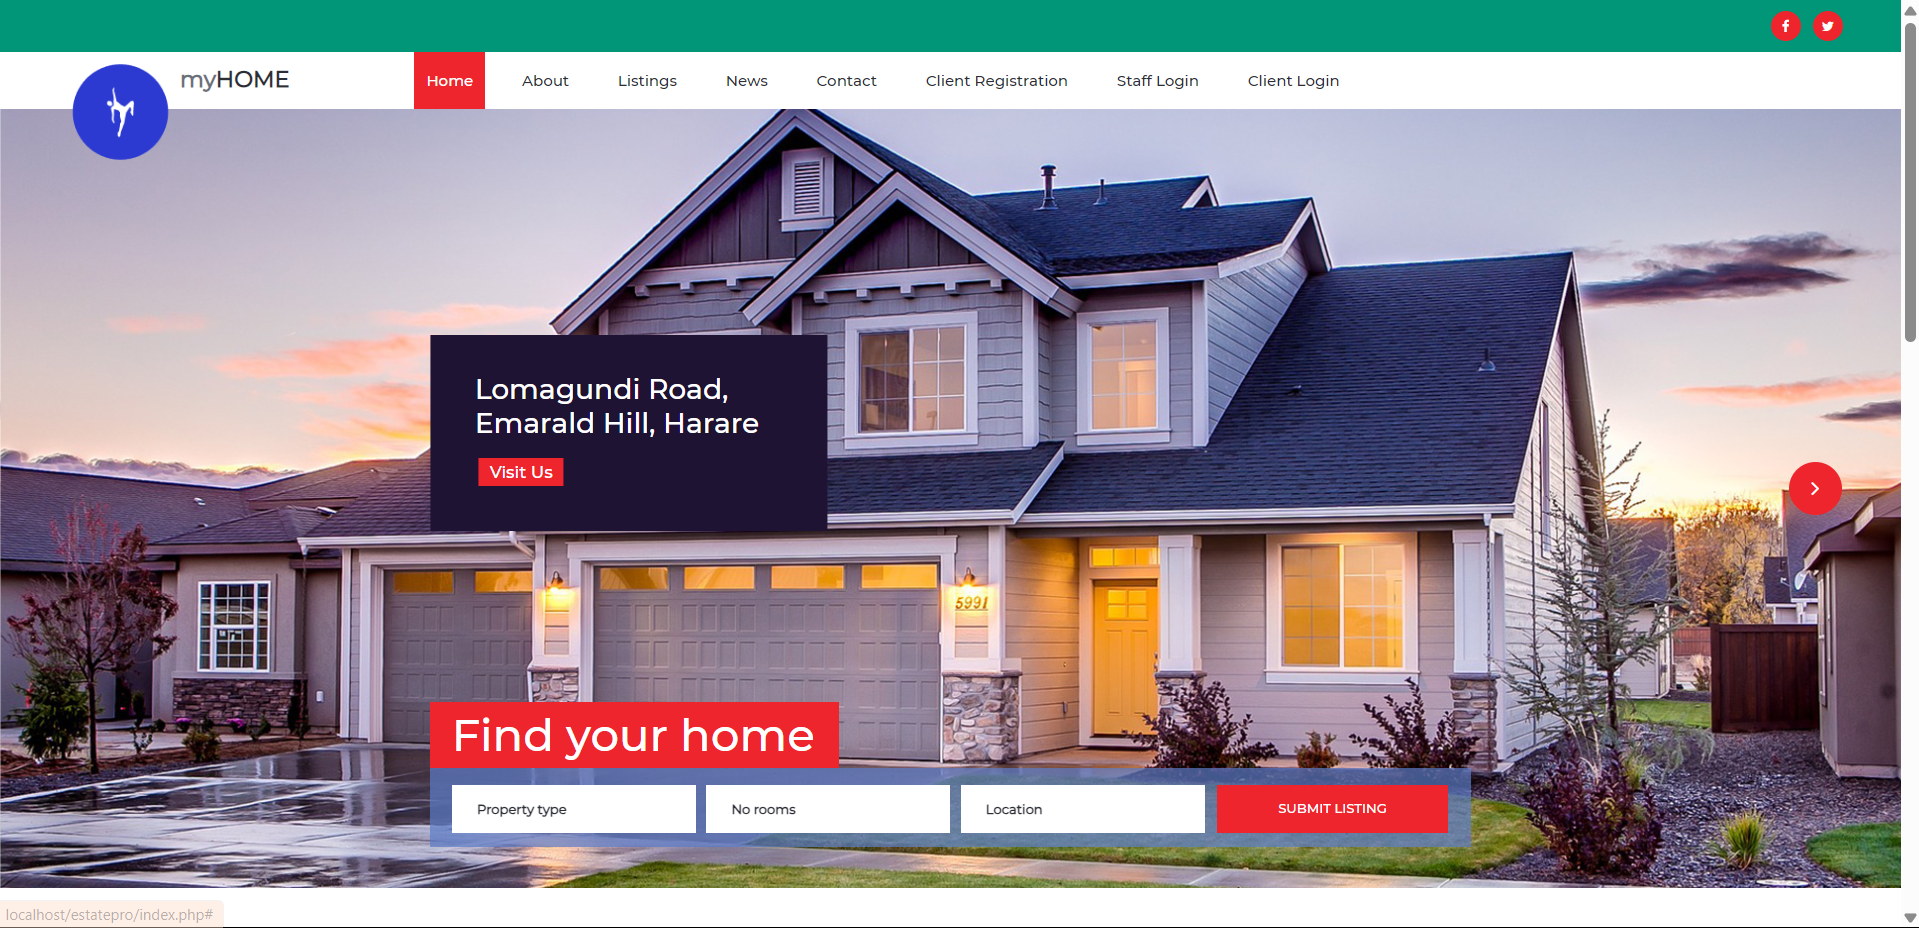 myHOME
Home About Listings News Contact Client Registration Staff Login Client Login
Lomagundi Road,
Emarald Hill, Harare
Visit Us
5991
Find your home
Property type No rooms Location SUBMIT LISTING
localhost/estatepro/index.php#